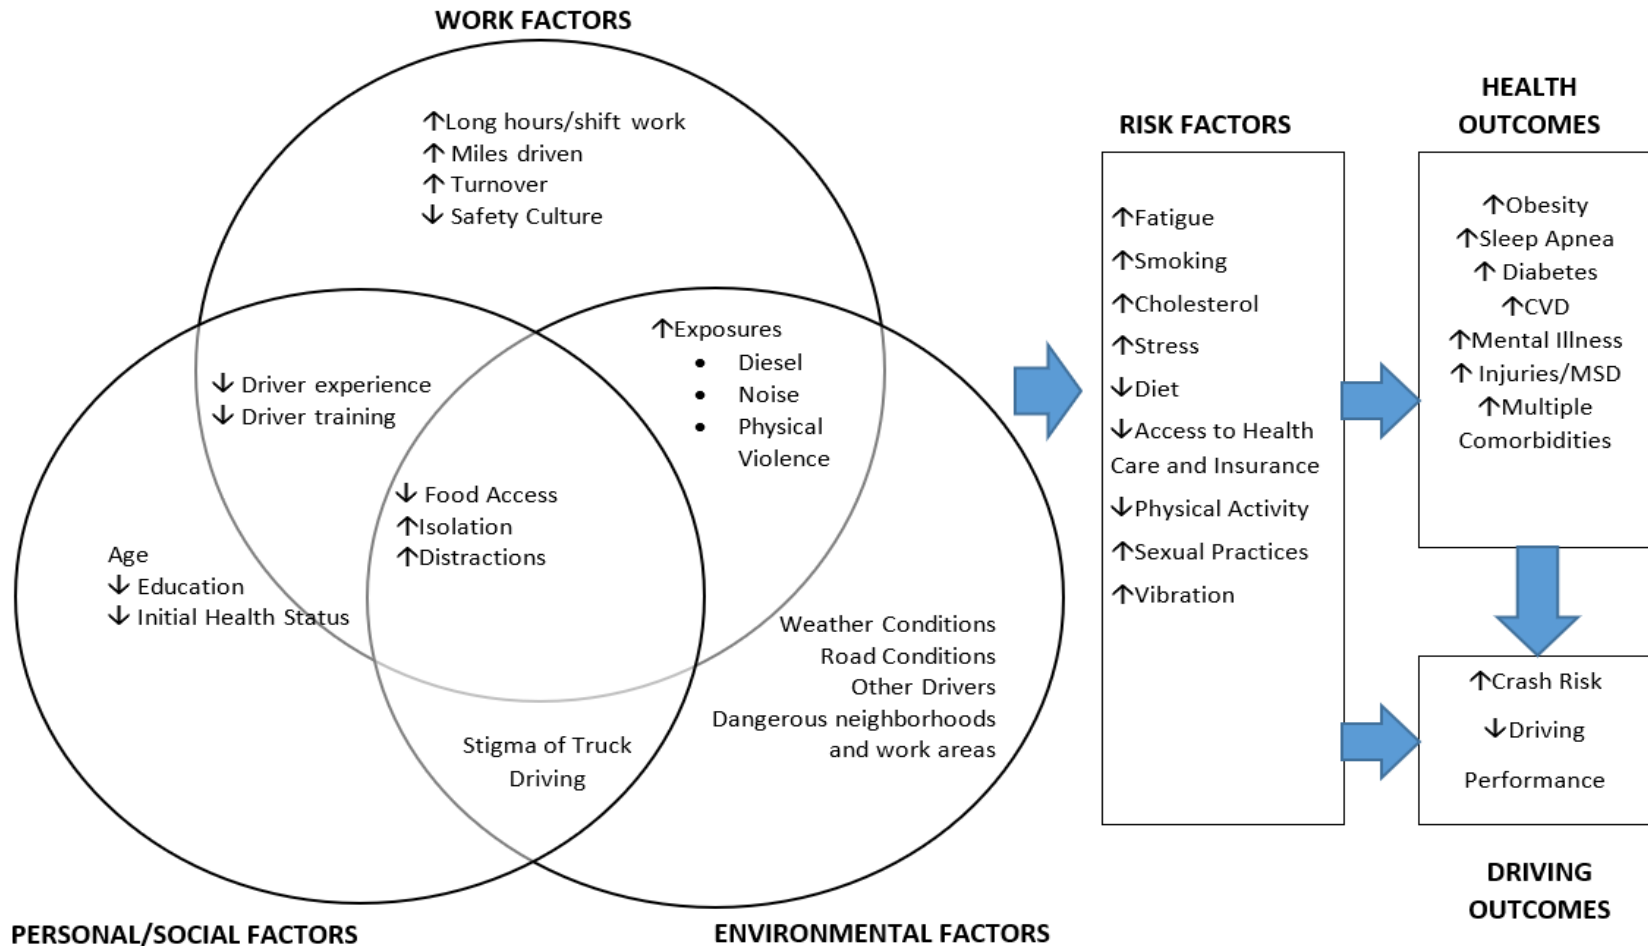 WORK FACTORS
↑Long hours/shift work
↑ Miles driven
↑ Turnover
↓ Safety Culture
↓ Driver experience
↓ Driver training
↑Exposures
• Diesel
• Noise
• Physical
Violence
↓ Food Access
↑Isolation
↑Distractions
Age
↓ Education
↓ Initial Health Status
Weather Conditions
Road Conditions
Other Drivers
Dangerous neighborhoods
and work areas
Stigma of Truck
Driving
PERSONAL/SOCIAL FACTORS
ENVIRONMENTAL FACTORS
RISK FACTORS
↑Fatigue
↑Smoking
↑Cholesterol
↑Stress
↓Diet
↓Access to Health
Care and Insurance
↓Physical Activity
↑Sexual Practices
↑Vibration
HEALTH
OUTCOMES
↑Obesity
↑Sleep Apnea
↑ Diabetes
↑CVD
↑Mental Illness
↑ Injuries/MSD
↑Multiple
Comorbidities
↑Crash Risk
↓Driving
Performance
DRIVING
OUTCOMES